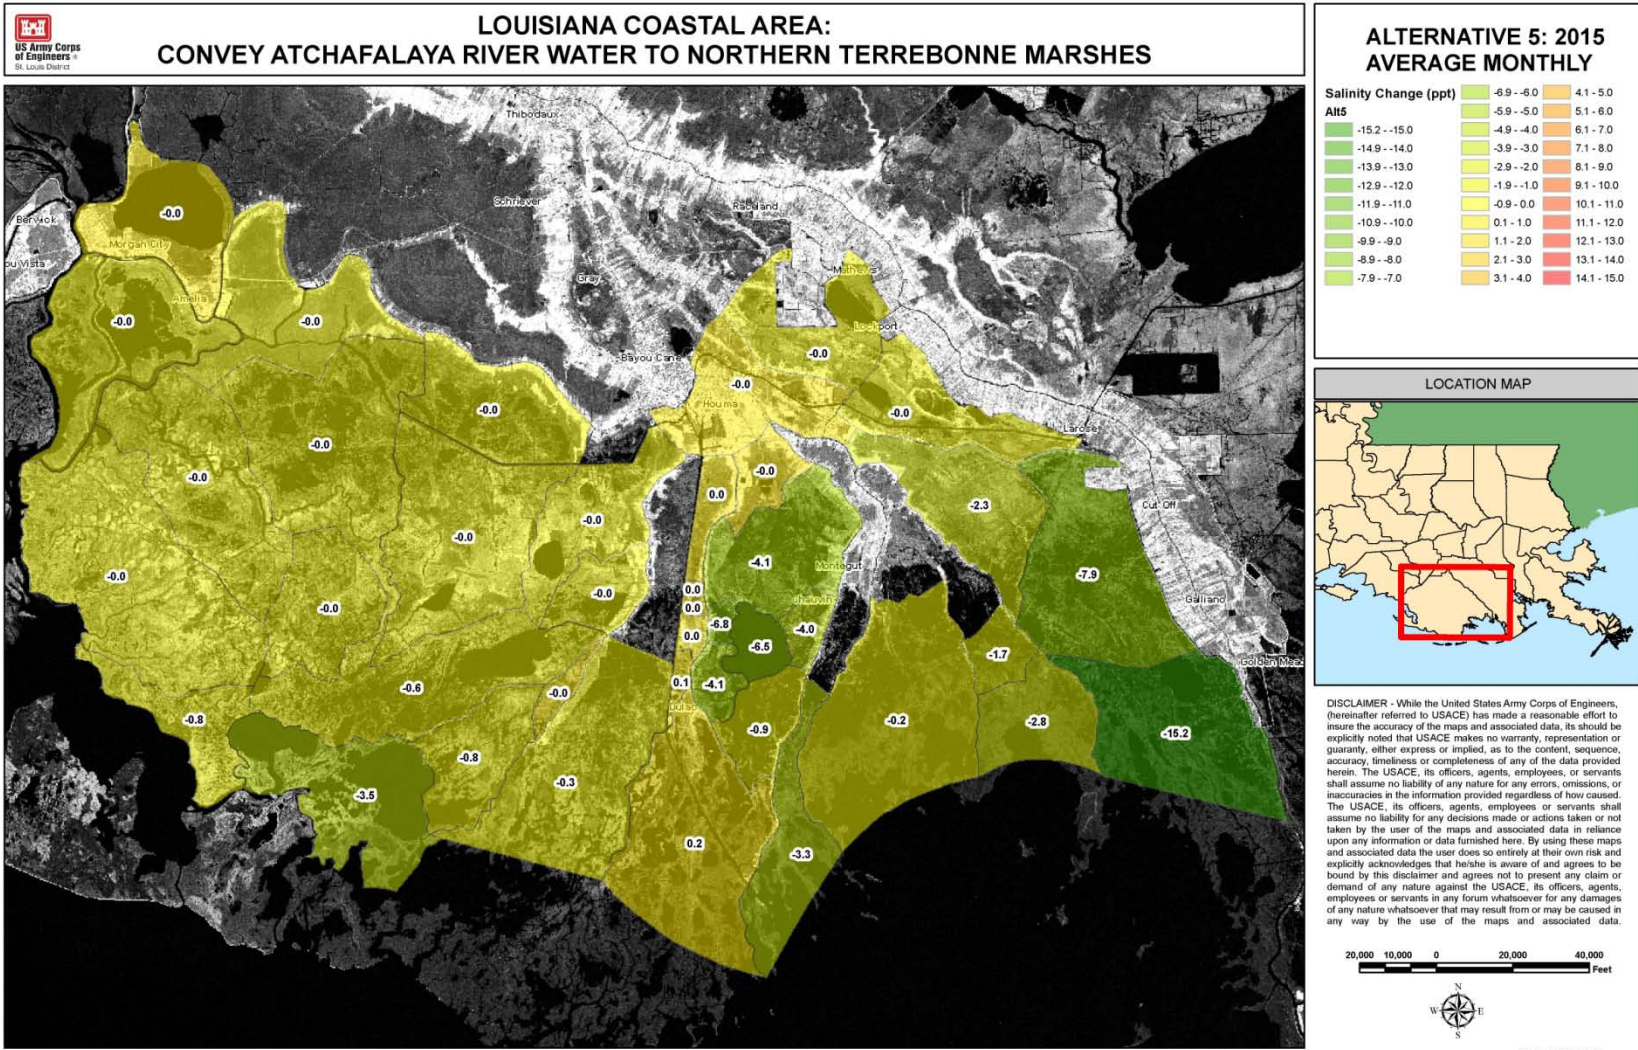 US Army Corps
of Engineers ®
St. Louis District
LOUISIANA COASTAL AREA:
CONVEY ATCHAFALAYA RIVER WATER TO NORTHERN TERREBONNE MARSHES
ALTERNATIVE 5: 2015
AVERAGE MONTHLY
Salinity Change (ppt)
Alt5
-15.2 - -15.0
-14.9 - -14.0
-13.9 - -13.0
-12.9 - -12.0
-11.9 - -11.0
-10.9 - -10.0
-9.9 - -9.0
-8.9 - -8.0
-7.9 - -7.0
-6.9 - -6.0
-5.9 - -5.0
-4.9 - -4.0
-3.9 - -3.0
-2.9 - -2.0
-1.9 - -1.0
-0.9 - 0.0
0.1 - 1.0
1.1 - 2.0
2.1 - 3.0
3.1 - 4.0
4.1 - 5.0
5.1 - 6.0
6.1 - 7.0
7.1 - 8.0
8.1 - 9.0
9.1 - 10.0
10.1 - 11.0
11.1 - 12.0
12.1 - 13.0
13.1 - 14.0
14.1 - 15.0
Thibodaux
Schriever
Raceland
Berwick
-0.0
Morgan City
ou Vista
Gray
Mathews
Amelia
-0.0
-0.0
Lockport
Bayou Cane
-0.0
-0.0
Houma
-0.0
-0.0
Larose
-0.0
-0.0
-0.0
0.0
-2.3
Cut Off
-0.0
-0.0
-4.1
Montegut
-0.0
-7.9
0.0
-0.0
Chauvin
Galliano
-0.0
0.0
-6.8
-4.0
0.0
-6.5
-1.7
Golden Mead
-0.6
-0.0
0.1
-4.1
Dulac
-0.8
-0.9
-0.2
-2.8
-15.2
-0.8
-0.3
-3.5
0.2
-3.3
LOCATION MAP
DISCLAIMER - While the United States Army Corps of Engineers,
(hereinafter referred to USACE) has made a reasonable effort to
insure the accuracy of the maps and associated data, its should be
explicitly noted that USACE makes no warranty, representation or
guaranty, either express or implied, as to the content, sequence,
accuracy, timeliness or completeness of any of the data provided
herein. The USACE, its officers, agents, employees, or servants
shall assume no liability of any nature for any errors, omissions, or
inaccuracies in the information provided regardless of how caused.
The USACE, its officers, agents, employees or servants shall
assume no liability for any decisions made or actions taken or not
taken by the user of the maps and associated data in reliance
upon any information or data furnished here. By using these maps
and associated data the user does so entirely at their own risk and
explicitly acknowledges that he/she is aware of and agrees to be
bound by this disclaimer and agrees not to present any claim or
demand of any nature against the USACE, its officers, agents,
employees or servants in any forum whatsoever for any damages
of any nature whatsoever that may result from or may be caused in
any way by the use of the maps and associated data.
20,000 10,000 0 20,000 40,000
Feet
N
W E
S